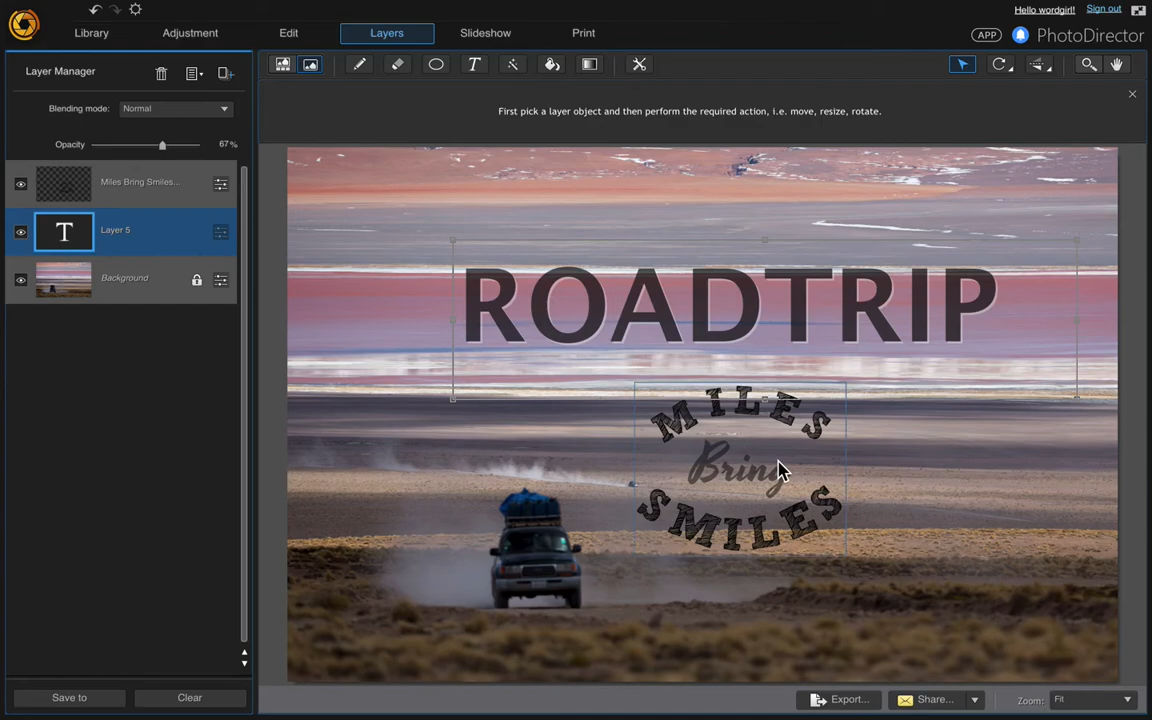 Hello wordgirl!
Sign out
Library
Adjustment
Edit
Layers
Slideshow
Print
APP
PhotoDirector
Layer Manager
First pick a layer object and then perform the required action, i.e. move, resize, rotate.
Blending mode:
Normal
Opacity
67 %
Miles Bring Smiles...
T
Layer 5
Background
ROADTRIP
MILES
Bring
SMILES
Save to
Clear
Export...
Share...
Zoom:
Fit